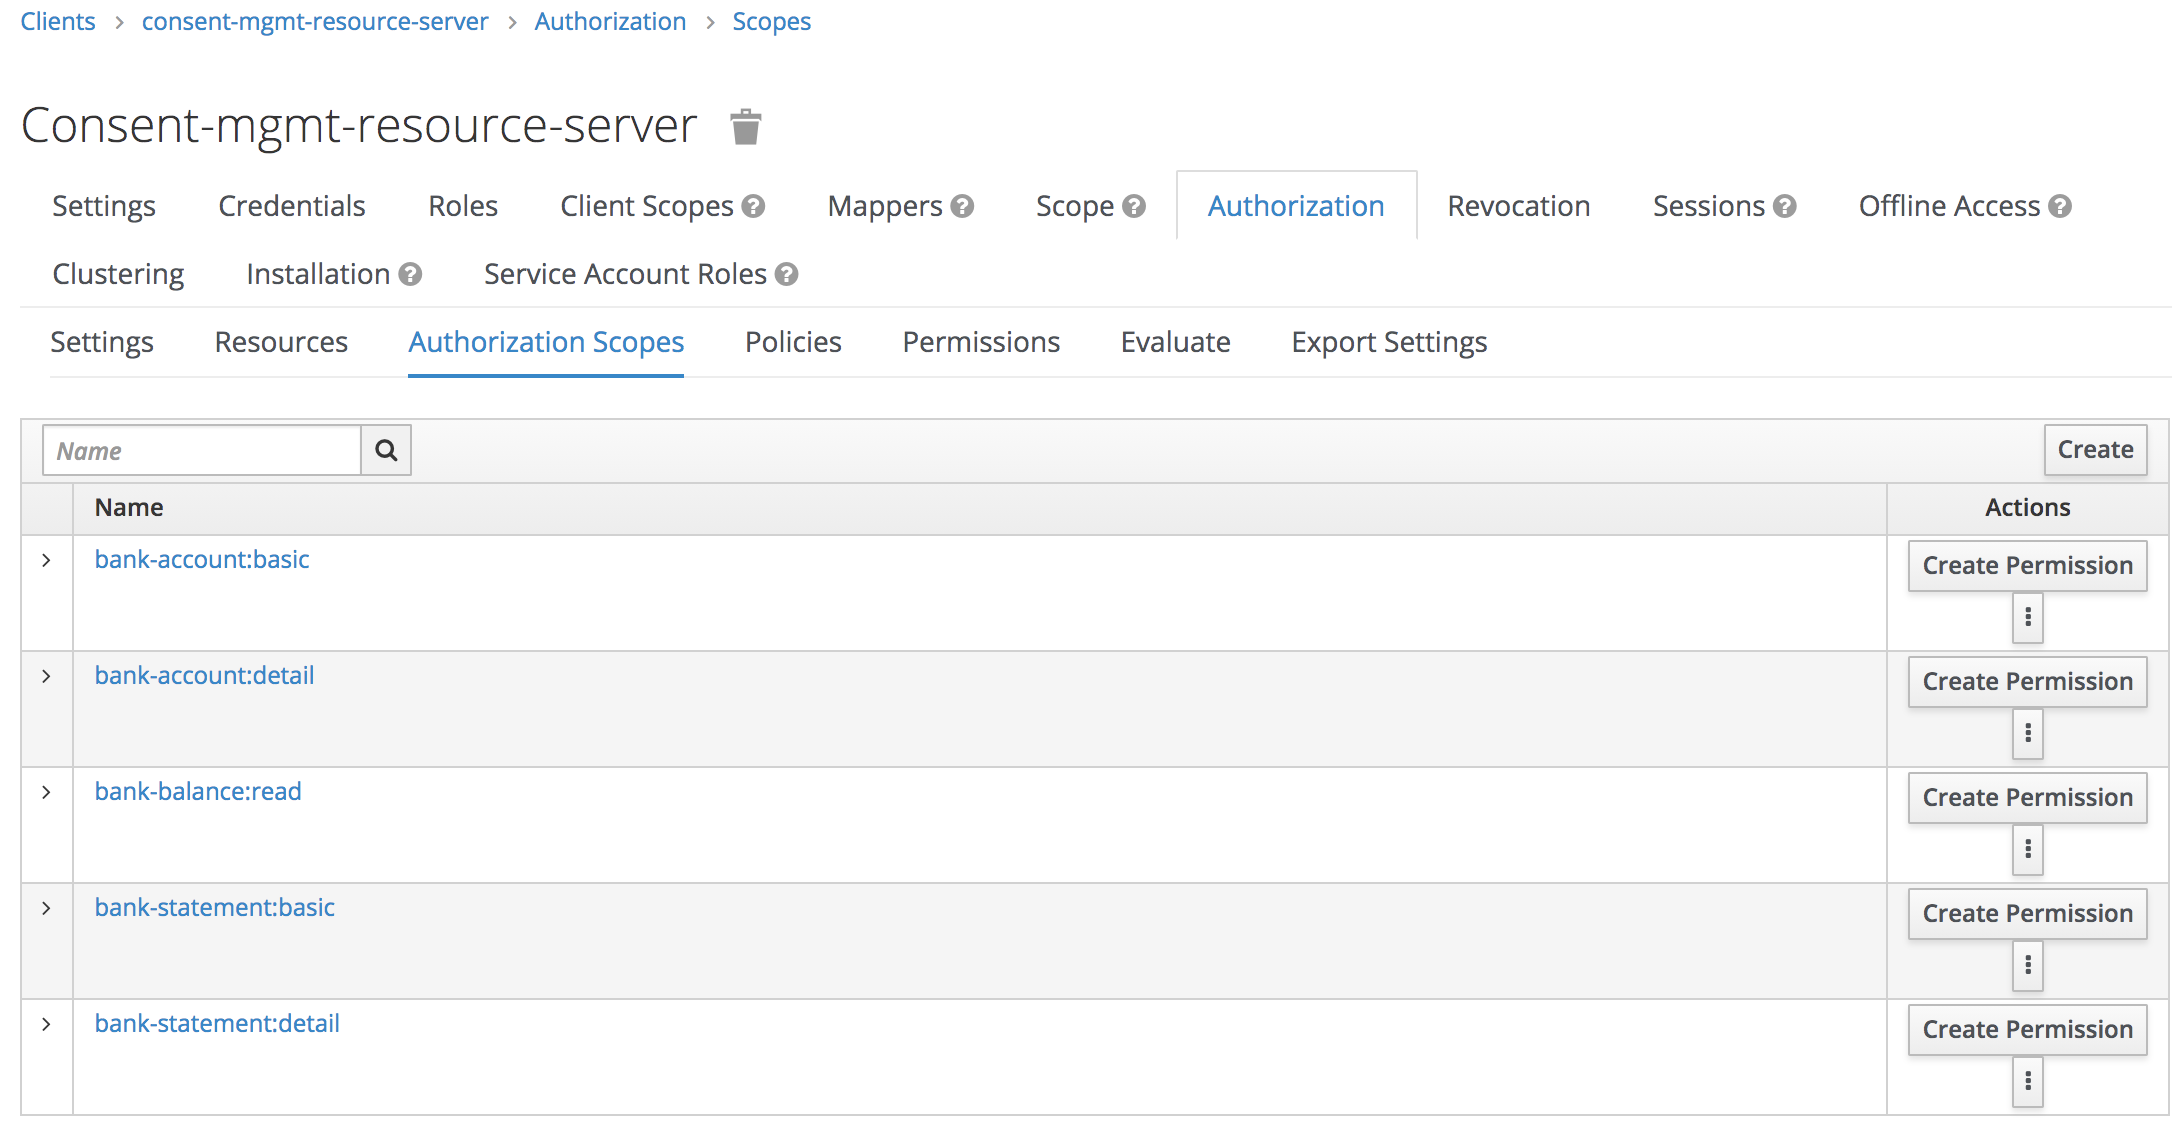 Clients > consent-mgmt-resource-server > Authorization > Scopes
Consent-mgmt-resource-server
Settings Credentials Roles Client Scopes ? Mappers ? Scope ? Authorization Revocation Sessions ? Offline Access ?
Clustering Installation ? Service Account Roles ?
Settings Resources Authorization Scopes Policies Permissions Evaluate Export Settings
Name Create
Name Actions
bank-account:basic Create Permission
bank-account:detail Create Permission
bank-balance:read Create Permission
bank-statement:basic Create Permission
bank-statement:detail Create Permission